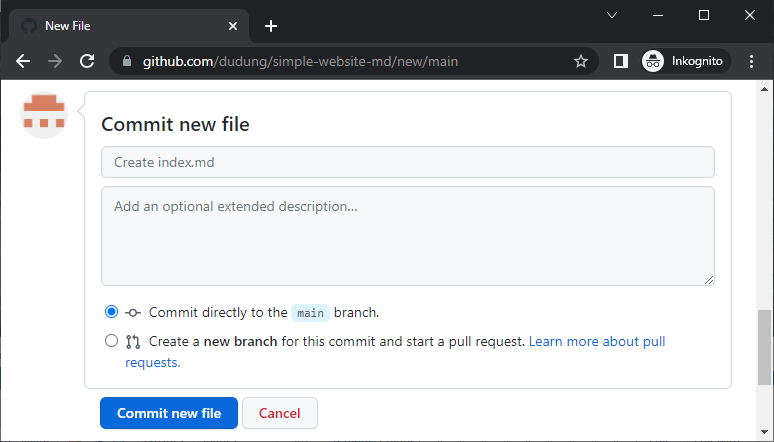 New File
github.com/dudung/simple-website-md/new/main
Inkognito
Commit new file
Create index.md
Add an optional extended description...
Commit directly to the main branch.
Create a new branch for this commit and start a pull request. Learn more about pull
requests.
Commit new file
Cancel